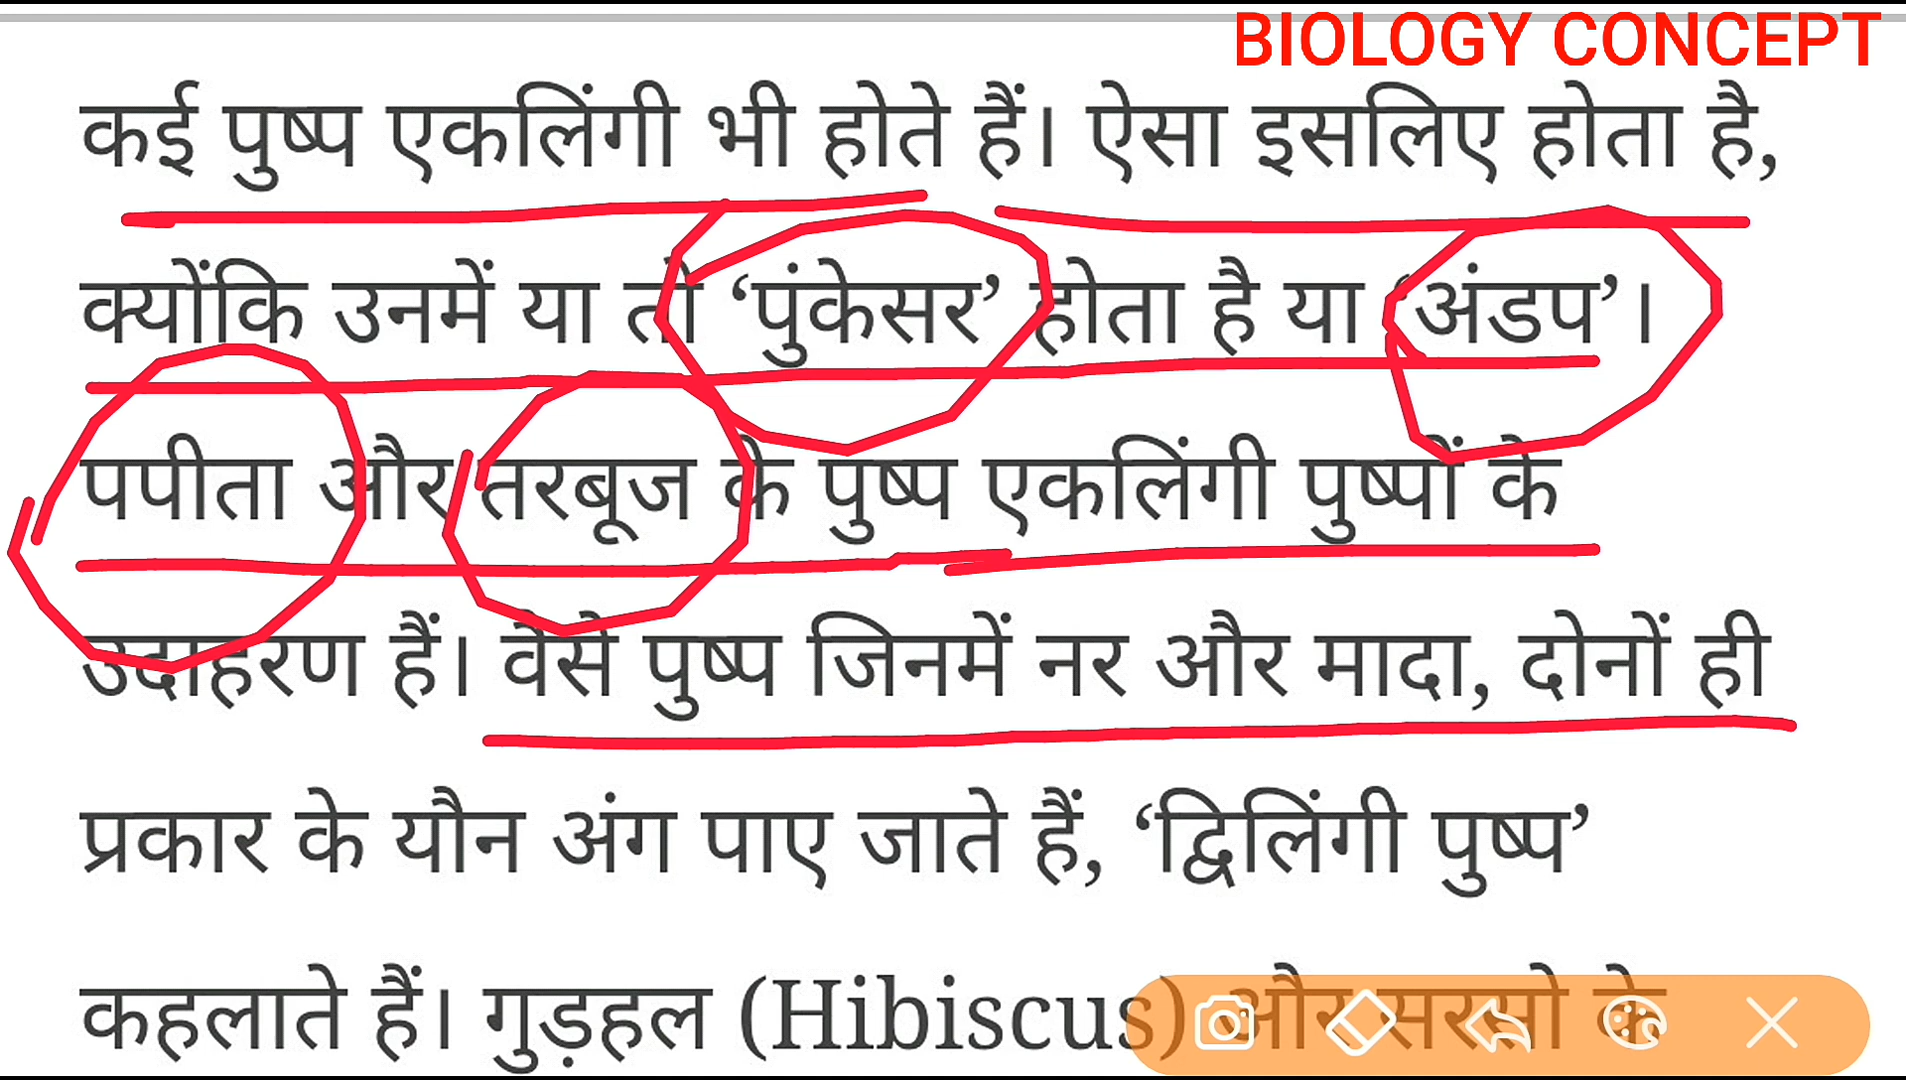 BIOLOGY CONCEPT
कई पुष्प एकलिंगी भी होते हैं। ऐसा इसलिए होता है,
क्योंकि उनमें या तो ‘पुंकेसर’ होता है या ‘अंडप’।
पपीता और तरबूज के पुष्प एकलिंगी पुष्पों के
उदाहरण हैं। वैसे पुष्प जिनमें नर और मादा, दोनों ही
प्रकार के यौन अंग पाए जाते हैं, ‘द्विलिंगी पुष्प’
कहलाते हैं। गुड़हल (Hibiscus) और सरसों के